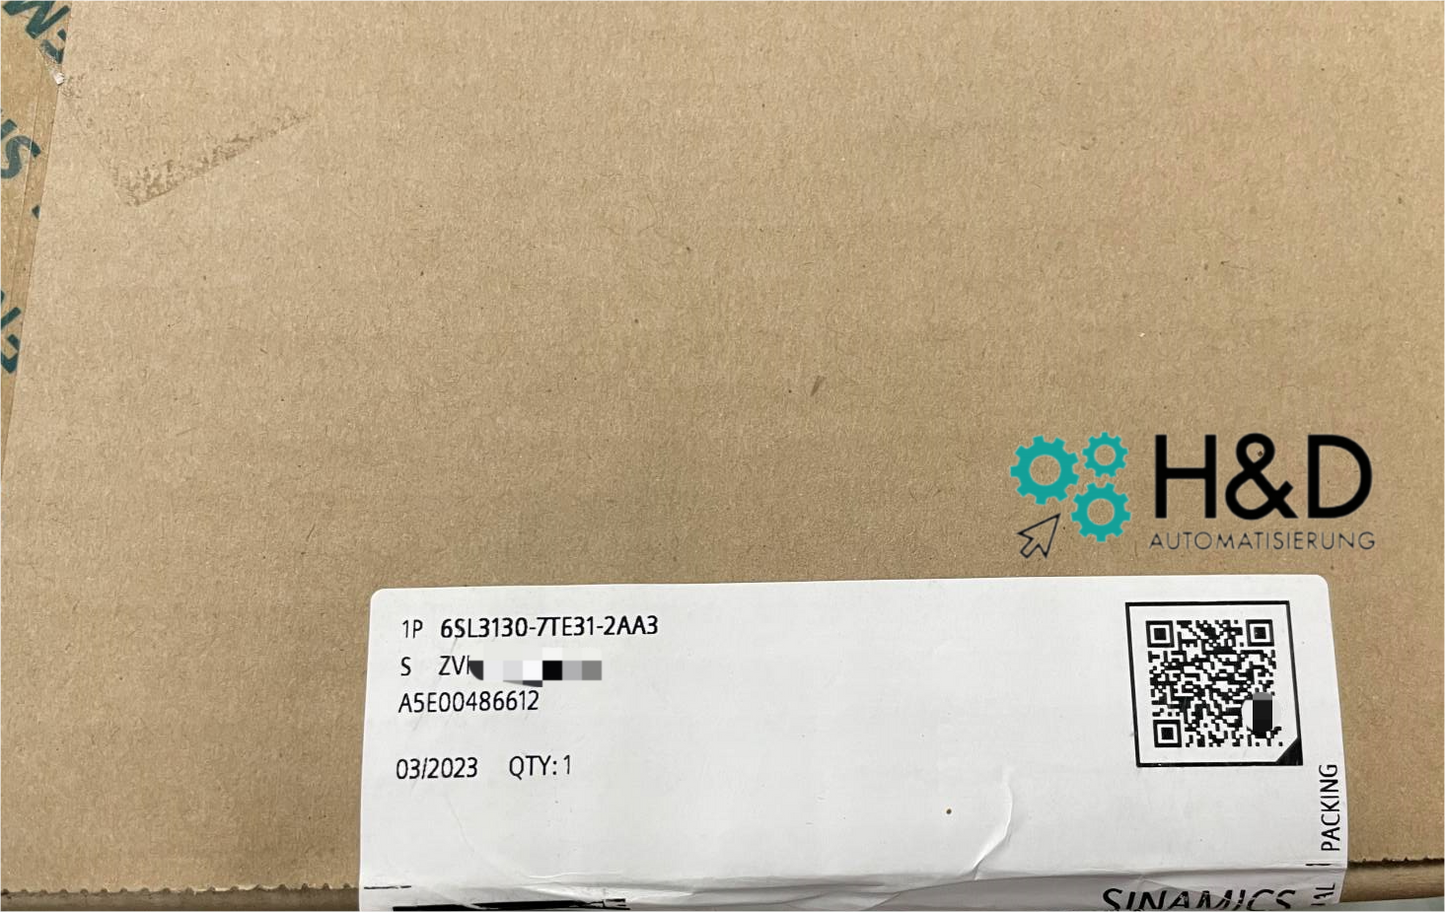 H&D
AUTOMATISIERUNG
1P 6SL3130-7TE31-2AA3
S ZV
A5E00486612
03/2023 QTY: 1
PACKING
SINAMICS